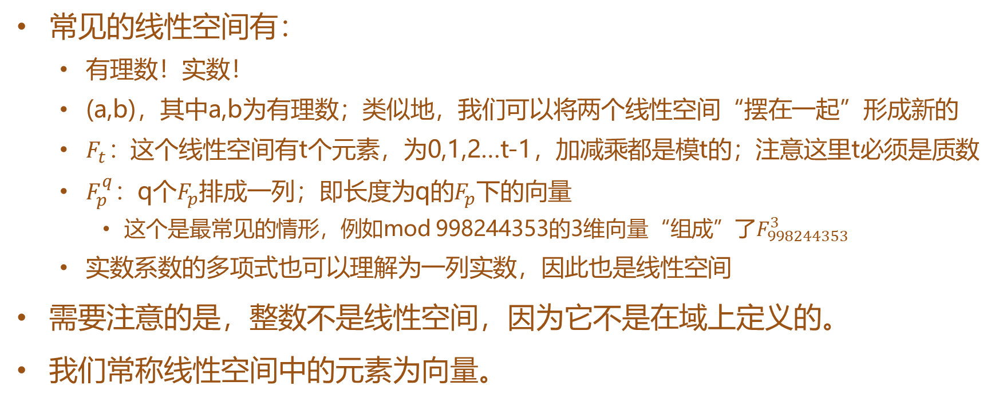 • 常见的线性空间有：
• 有理数！实数！
• (a,b)，其中a,b为有理数；类似地，我们可以将两个线性空间“摆在一起”形成新的
• $F_t$：这个线性空间有t个元素，为0,1,2…t-1，加减乘都是模t的；注意这里t必须是质数
• $F_p^q$：q个$F_p$排成一列；即长度为q的$F_p$下的向量
• 这个是最常见的情形，例如mod 998244353的3维向量“组成”了$F_{998244353}^3$
• 实数系数的多项式也可以理解为一列实数，因此也是线性空间
• 需要注意的是，整数不是线性空间，因为它不是在域上定义的。
• 我们常称线性空间中的元素为向量。